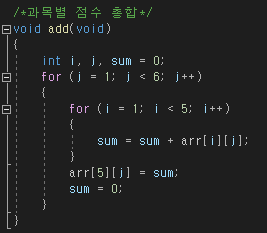 /*과목별 점수 총합*/
void add(void)
{
int i, j, sum = 0;
for (j = 1; j < 6; j++)
{
for (i = 1; i < 5; i++)
{
sum = sum + arr[i][j];
}
arr[5][j] = sum;
sum = 0;
}
}